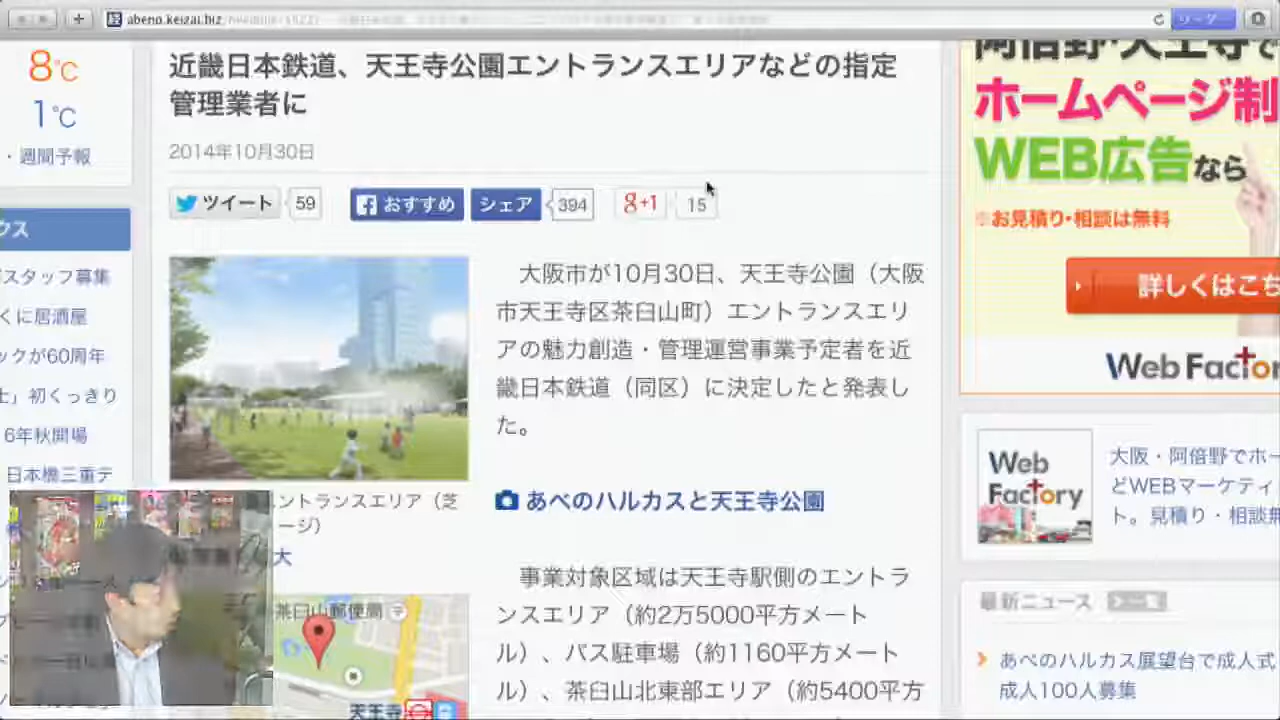 abeno.keizai.biz
8℃
1℃
・週間予報
クス
スタッフ募集
くに居酒屋
ックが60周年
士」初くっきり
6年秋開場
日本橋三重テ
近畿日本鉄道、天王寺公園エントランスエリアなどの指定
管理業者に
2014年10月30日
ツイート 59
おすすめ シェア 394
g+1 15
大阪市が10月30日、天王寺公園（大阪
市天王寺区茶臼山町）エントランスエリ
アの魅力創造・管理運営事業予定者を近
畿日本鉄道（同区）に決定したと発表し
た。
あべのハルカスと天王寺公園
ントランスエリア（芝
ージ）
大
茶臼山郵便局
天王寺
事業対象区域は天王寺駅側のエントラ
ンスエリア（約2万5000平方メート
ル）、バス駐車場（約1160平方メート
ル）、茶臼山北東部エリア（約5400平方
阿倍野・天王寺で
ホームページ制
WEB広告なら
※お見積り・相談は無料
詳しくはこち
Web Factor
Web
Factory
大阪・阿倍野でホー
どWEBマーケティ
ト。見積り・相談無
最新ニュース
あべのハルカス展望台で成人式
成人100人募集